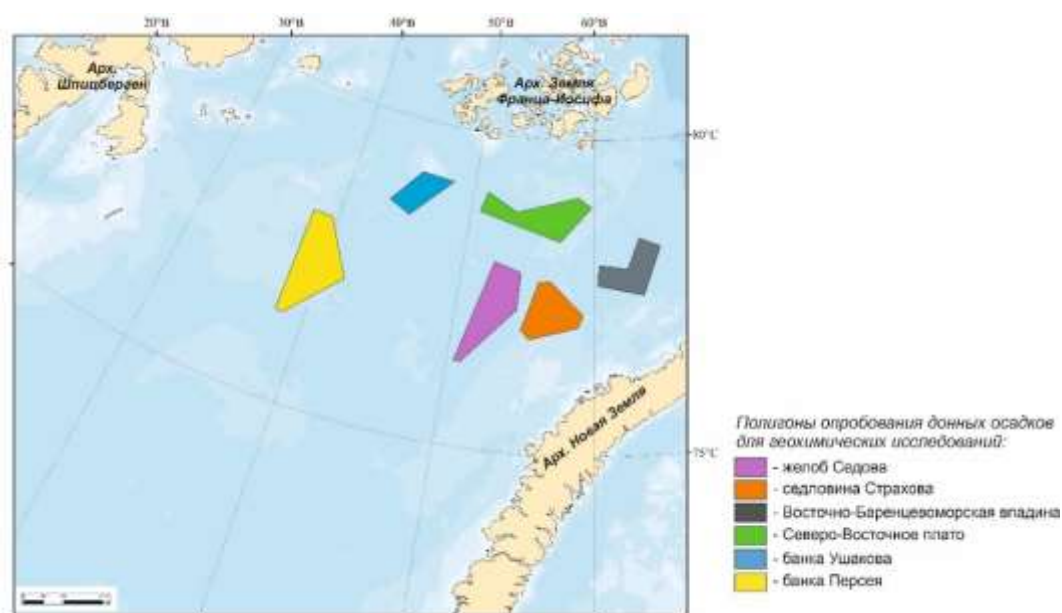 20°В 30°В 40°В 50°В 60°В
Арх.
Шпицберген
Арх. Земля
Франца-Иосифа
80°С
75°С
Арх. Новая Земля
Полигоны опробования донных осадков
для геохимических исследований:
- желоб Седова
- седловина Страхова
- Восточно-Баренцевоморская впадина
- Северо-Восточное плато
- банка Ушакова
- банка Персея